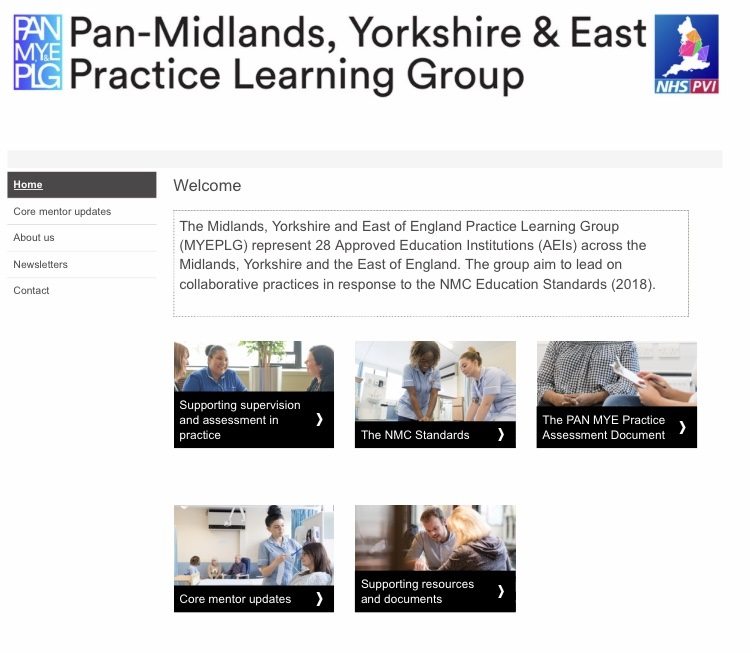 PAN
MY&E
PLG
Pan-Midlands, Yorkshire & East
Practice Learning Group
NHS PVI
Home
Core mentor updates
About us
Newsletters
Contact
Welcome
The Midlands, Yorkshire and East of England Practice Learning Group
(MYEPLG) represent 28 Approved Education Institutions (AEIs) across the
Midlands, Yorkshire and the East of England. The group aim to lead on
collaborative practices in response to the NMC Education Standards (2018).
Supporting supervision
and assessment in
practice
The NMC Standards
The PAN MYE Practice
Assessment Document
Core mentor updates
Supporting resources
and documents